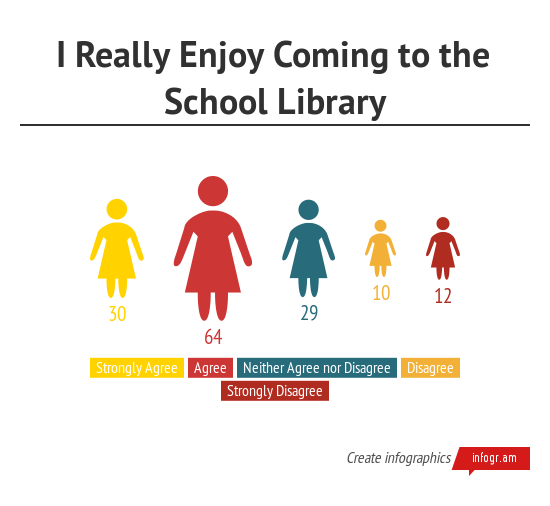 I Really Enjoy Coming to the
School Library
30
64
29
10
12
Strongly Agree Agree Neither Agree nor Disagree Disagree
Strongly Disagree
Create infographics infogr.am